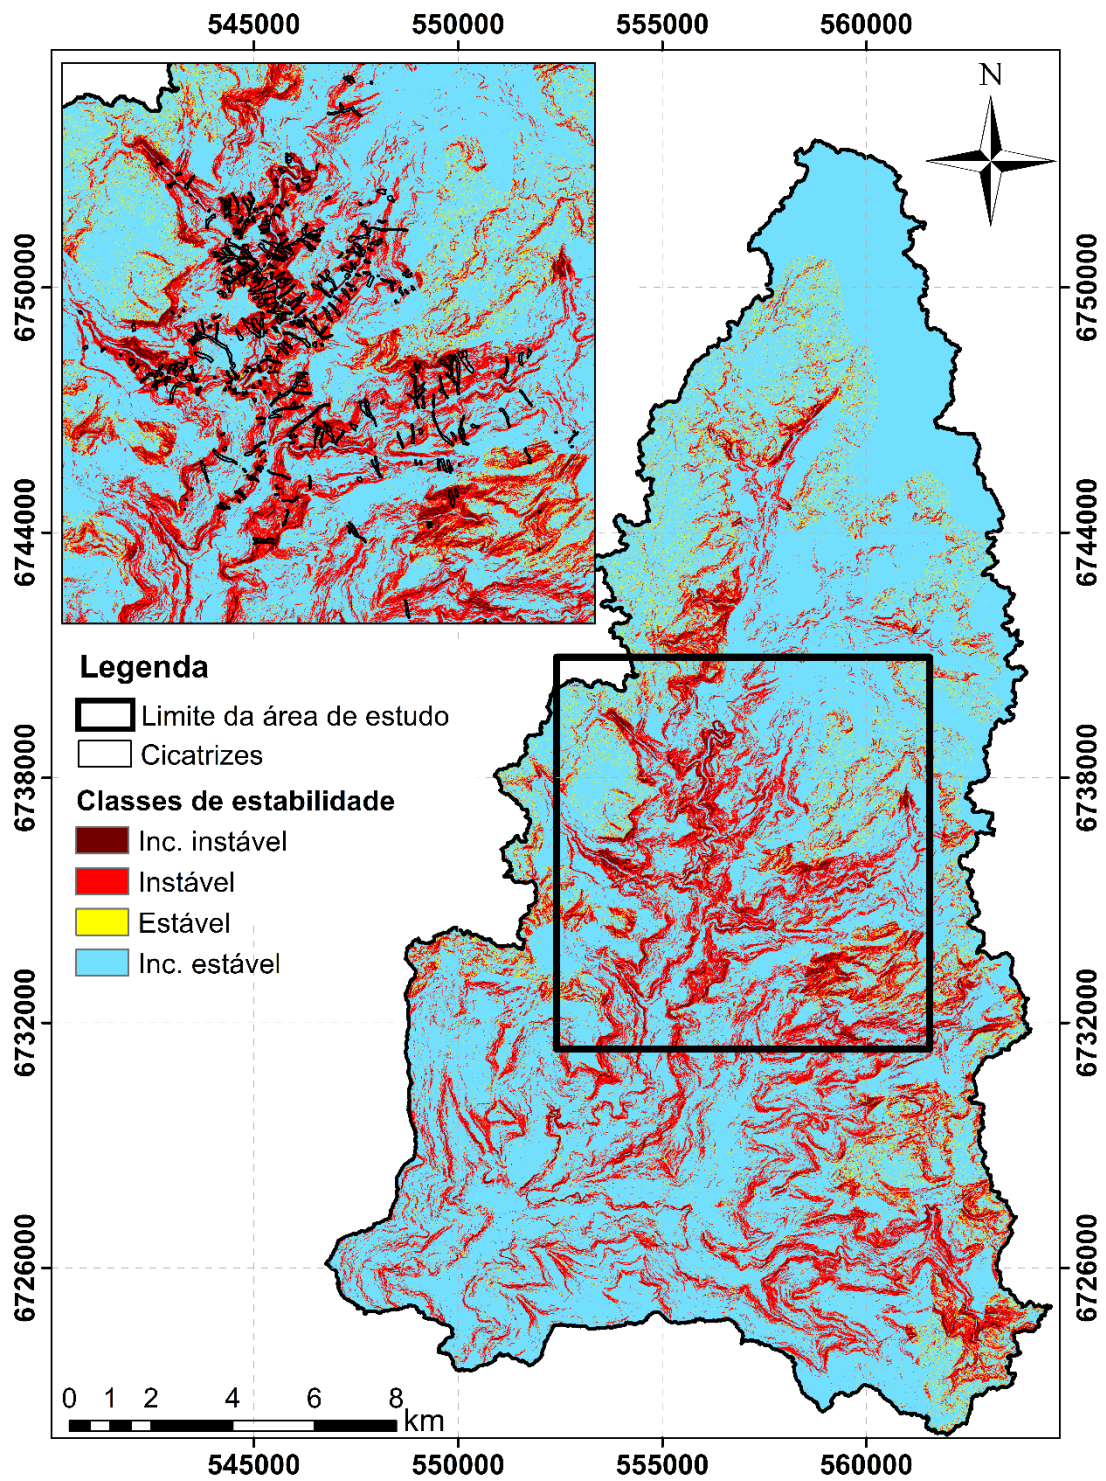 545000 550000 555000 560000
N
6750000 6750000
6744000 6744000
Legenda
Limite da área de estudo
Cicatrizes
6738000 6738000
Classes de estabilidade
Inc. instável
Instável
Estável
Inc. estável
6732000 6732000
6726000 6726000
0 1 2 4 6 8
km
545000 550000 555000 560000